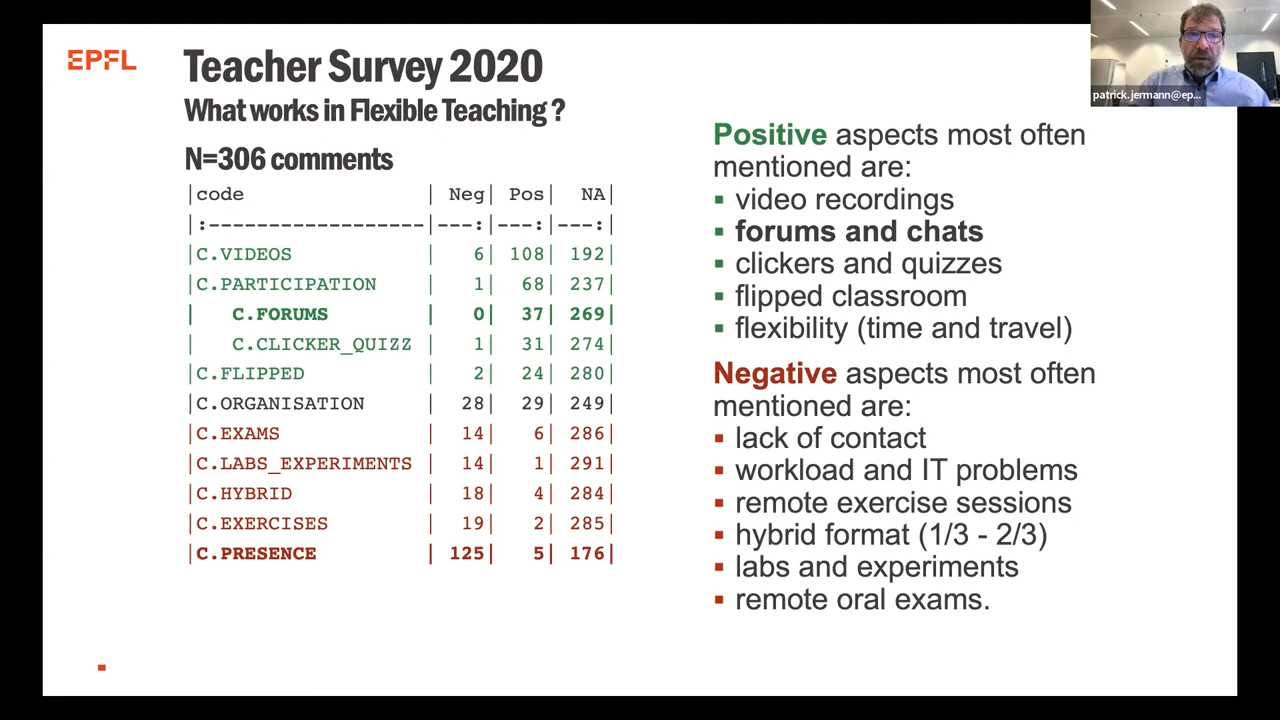 EPFL
Teacher Survey 2020
What works in Flexible Teaching ?
N=306 comments
|code | Neg| Pos| NA|
|:------------------|---:|---:|---:|
|C.VIDEOS | 6| 108| 192|
|C.PARTICIPATION | 1| 68| 237|
| C.FORUMS | 0| 37| 269|
| C.CLICKER_QUIZZ | 1| 31| 274|
|C.FLIPPED | 2| 24| 280|
|C.ORGANISATION | 28| 29| 249|
|C.EXAMS | 14| 6| 286|
|C.LABS_EXPERIMENTS | 14| 1| 291|
|C.HYBRID | 18| 4| 284|
|C.EXERCISES | 19| 2| 285|
|C.PRESENCE | 125| 5| 176|
Positive aspects most often
mentioned are:
▪ video recordings
▪ forums and chats
▪ clickers and quizzes
▪ flipped classroom
▪ flexibility (time and travel)
Negative aspects most often
mentioned are:
▪ lack of contact
▪ workload and IT problems
▪ remote exercise sessions
▪ hybrid format (1/3 - 2/3)
▪ labs and experiments
▪ remote oral exams.
patrick.jermann@ep...